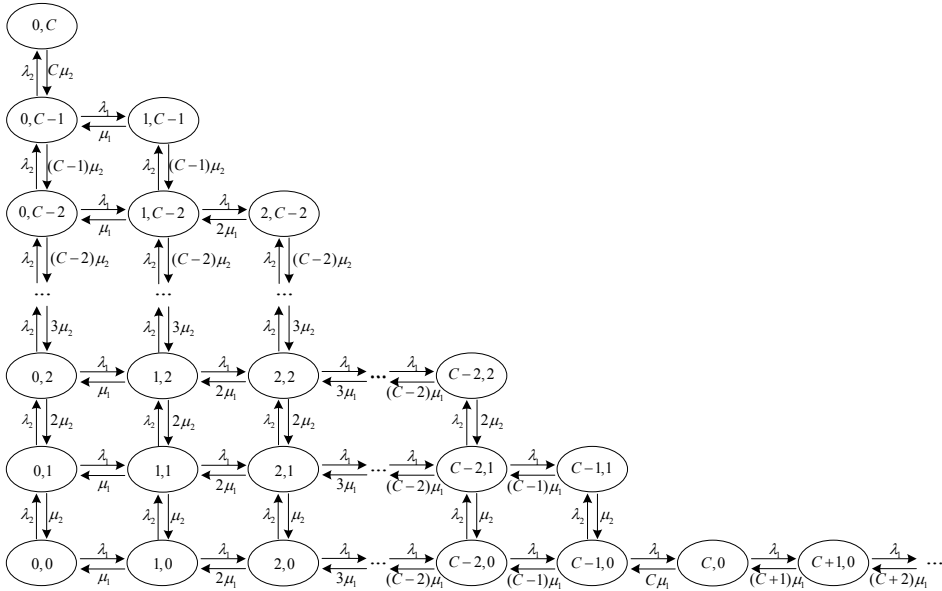 0, C
λ₂ Cμ₂
λ₁
0, C−1 1, C−1
μ₁
λ₂ (C−1)μ₂ λ₂ (C−1)μ₂
λ₁ λ₁
0, C−2 1, C−2 2, C−2
μ₁ 2μ₁
λ₂ (C−2)μ₂ λ₂ (C−2)μ₂ λ₂ (C−2)μ₂
... ... ...
λ₂ 3μ₂ λ₂ 3μ₂ λ₂ 3μ₂
λ₁ λ₁ λ₁ λ₁
0, 2 1, 2 2, 2 ... C−2, 2
μ₁ 2μ₁ 3μ₁ (C−2)μ₁
λ₂ 2μ₂ λ₂ 2μ₂ λ₂ 2μ₂ λ₂ 2μ₂
λ₁ λ₁ λ₁ λ₁ λ₁
0, 1 1, 1 2, 1 ... C−2, 1 C−1, 1
μ₁ 2μ₁ 3μ₁ (C−2)μ₁ (C−1)μ₁
λ₂ μ₂ λ₂ μ₂ λ₂ μ₂ λ₂ μ₂ λ₂ μ₂
λ₁ λ₁ λ₁ λ₁ λ₁ λ₁ λ₁ λ₁
0, 0 1, 0 2, 0 ... C−2, 0 C−1, 0 C, 0 C+1, 0 ...
μ₁ 2μ₁ 3μ₁ (C−2)μ₁ (C−1)μ₁ Cμ₁ (C+1)μ₁ (C+2)μ₁